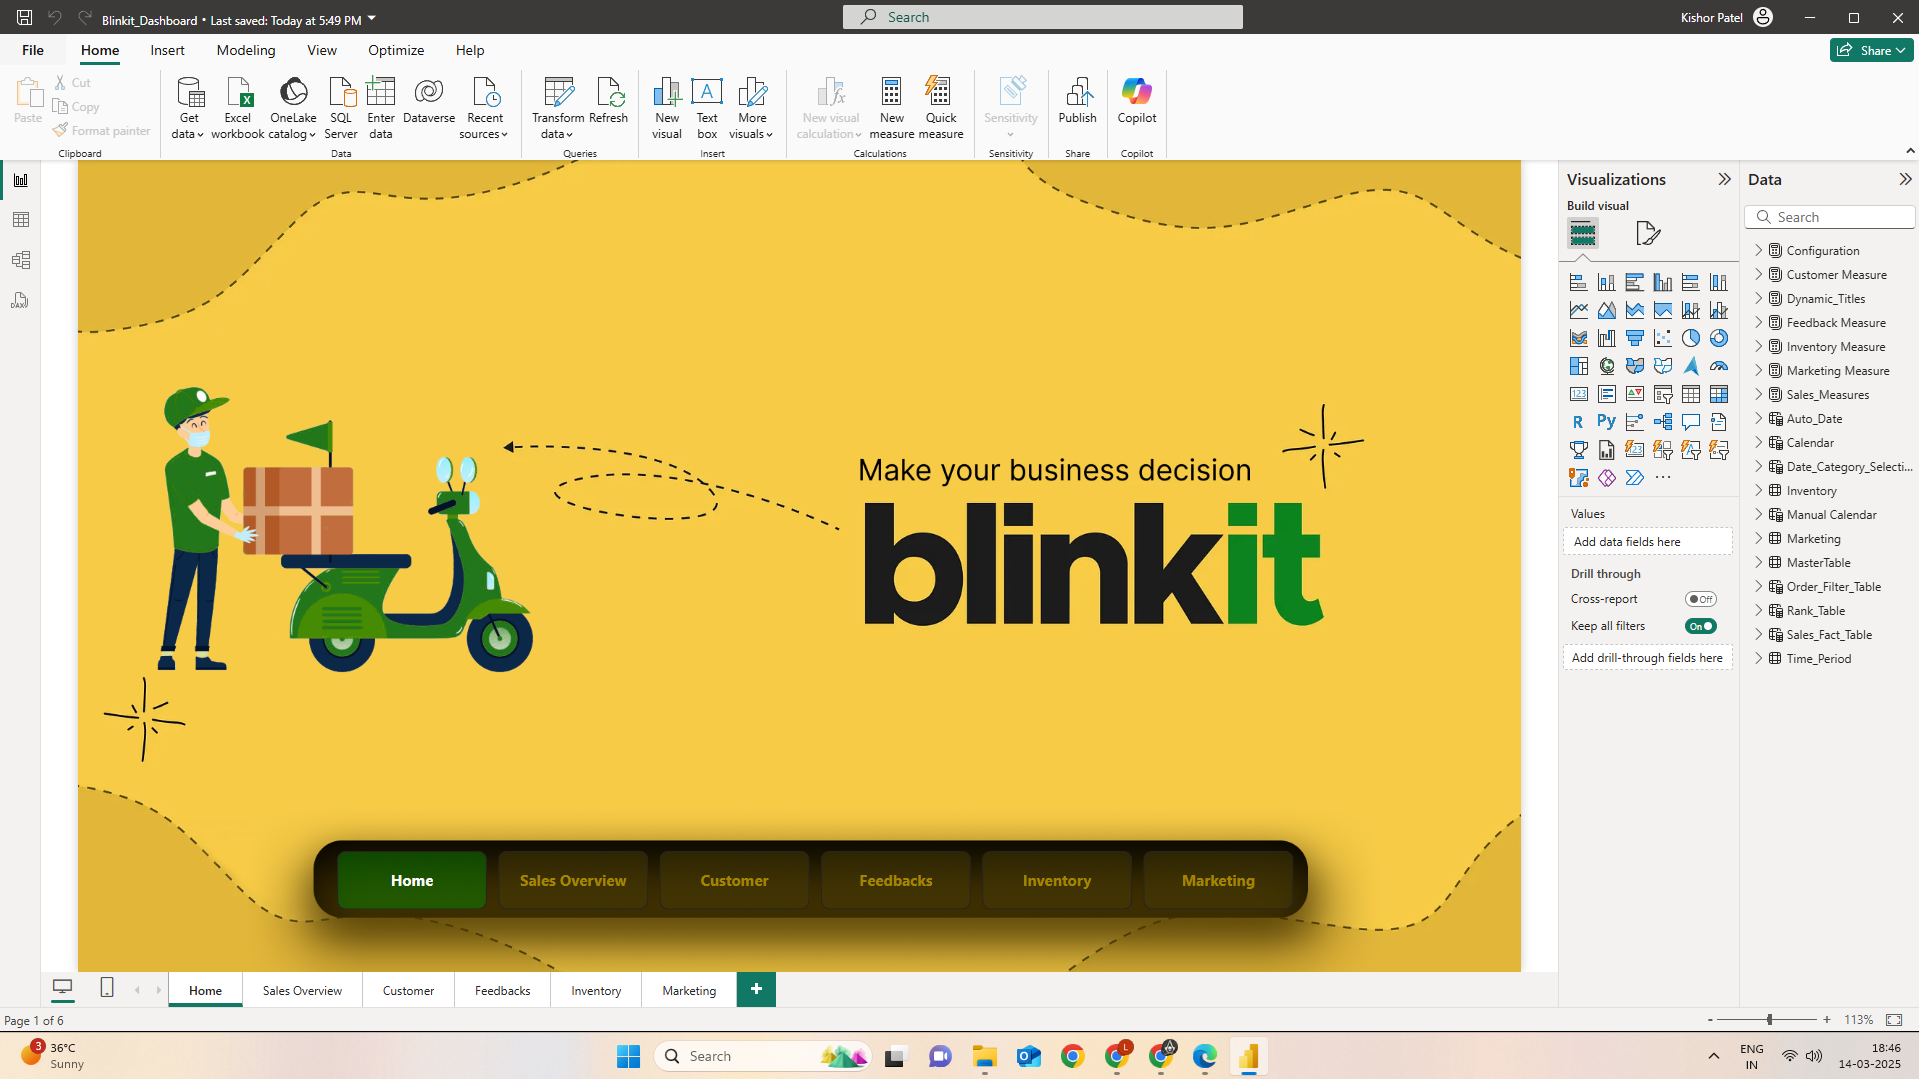 Blinkit_Dashboard • Last saved: Today at 5:49 PM
Search
Kishor Patel
File
Home
Insert
Modeling
View
Optimize
Help
Share
Paste
Cut
Copy
Format painter
Clipboard
Get data
Excel workbook
OneLake catalog
SQL Server
Enter data
Dataverse
Recent sources
Data
Transform data
Refresh
Queries
New visual
Text box
More visuals
Insert
New visual calculation
New measure
Quick measure
Calculations
Sensitivity
Sensitivity
Publish
Share
Copilot
Copilot
DAX
Make your business decision
blinkit
Home
Sales Overview
Customer
Feedbacks
Inventory
Marketing
Visualizations
Build visual
123
R
Py
Values
Add data fields here
Drill through
Cross-report
Off
Keep all filters
On
Add drill-through fields here
Data
Search
Configuration
Customer Measure
Dynamic_Titles
Feedback Measure
Inventory Measure
Marketing Measure
Sales_Measures
Auto_Date
Calendar
Date_Category_Selecti...
Inventory
Manual Calendar
Marketing
MasterTable
Order_Filter_Table
Rank_Table
Sales_Fact_Table
Time_Period
Home
Sales Overview
Customer
Feedbacks
Inventory
Marketing
+
Page 1 of 6
- + 113%
3
36°C
Sunny
Search
L
ENG
IN
18:46
14-03-2025